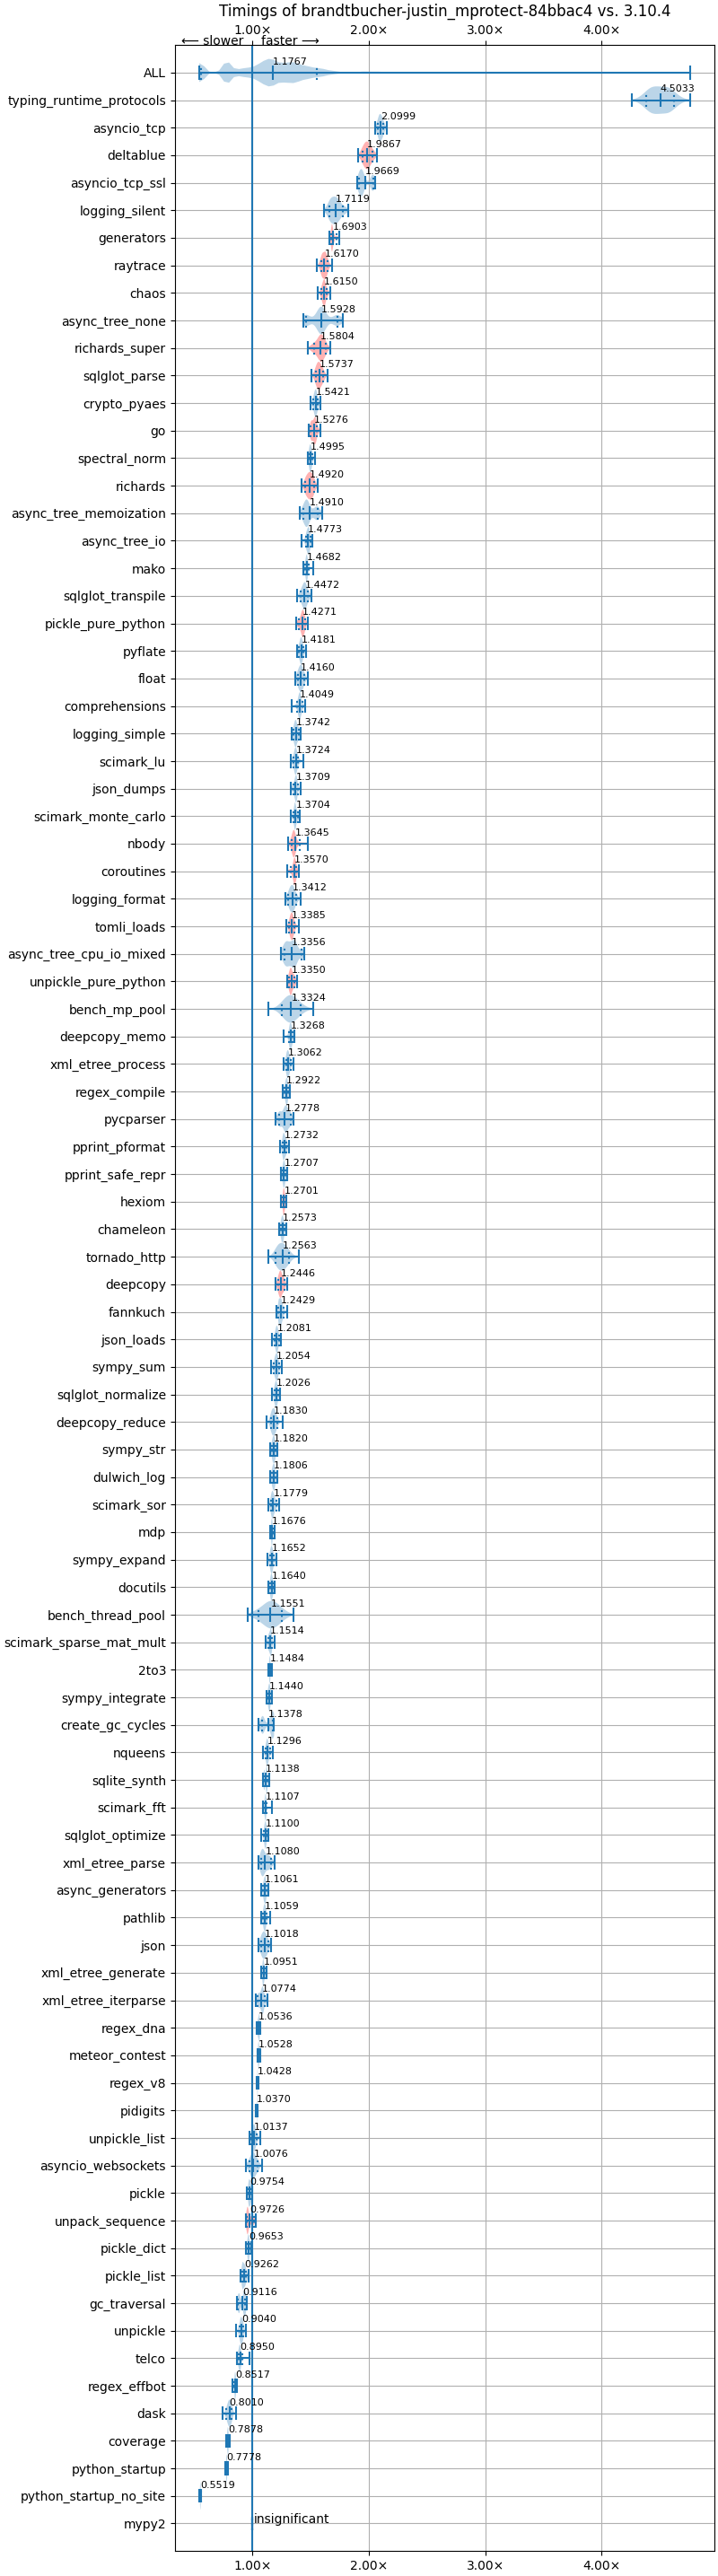 Timings of brandtbucher-justin_mprotect-84bbac4 vs. 3.10.4
1.00× 2.00× 3.00× 4.00×
⟵ slower faster ⟶
ALL 1.1767
typing_runtime_protocols 4.5033
asyncio_tcp 2.0999
deltablue 1.9867
asyncio_tcp_ssl 1.9669
logging_silent 1.7119
generators 1.6903
raytrace 1.6170
chaos 1.6150
async_tree_none 1.5928
richards_super 1.5804
sqlglot_parse 1.5737
crypto_pyaes 1.5421
go 1.5276
spectral_norm 1.4995
richards 1.4920
async_tree_memoization 1.4910
async_tree_io 1.4773
mako 1.4682
sqlglot_transpile 1.4472
pickle_pure_python 1.4271
pyflate 1.4181
float 1.4160
comprehensions 1.4049
logging_simple 1.3742
scimark_lu 1.3724
json_dumps 1.3709
scimark_monte_carlo 1.3704
nbody 1.3645
coroutines 1.3570
logging_format 1.3412
tomli_loads 1.3385
async_tree_cpu_io_mixed 1.3356
unpickle_pure_python 1.3350
bench_mp_pool 1.3324
deepcopy_memo 1.3268
xml_etree_process 1.3062
regex_compile 1.2922
pycparser 1.2778
pprint_pformat 1.2732
pprint_safe_repr 1.2707
hexiom 1.2701
chameleon 1.2573
tornado_http 1.2563
deepcopy 1.2446
fannkuch 1.2429
json_loads 1.2081
sympy_sum 1.2054
sqlglot_normalize 1.2026
deepcopy_reduce 1.1830
sympy_str 1.1820
dulwich_log 1.1806
scimark_sor 1.1779
mdp 1.1676
sympy_expand 1.1652
docutils 1.1640
bench_thread_pool 1.1551
scimark_sparse_mat_mult 1.1514
2to3 1.1484
sympy_integrate 1.1440
create_gc_cycles 1.1378
nqueens 1.1296
sqlite_synth 1.1138
scimark_fft 1.1107
sqlglot_optimize 1.1100
xml_etree_parse 1.1080
async_generators 1.1061
pathlib 1.1059
json 1.1018
xml_etree_generate 1.0951
xml_etree_iterparse 1.0774
regex_dna 1.0536
meteor_contest 1.0528
regex_v8 1.0428
pidigits 1.0370
unpickle_list 1.0137
asyncio_websockets 1.0076
pickle 0.9754
unpack_sequence 0.9726
pickle_dict 0.9653
pickle_list 0.9262
gc_traversal 0.9116
unpickle 0.9040
telco 0.8950
regex_effbot 0.8517
dask 0.8010
coverage 0.7878
python_startup 0.7778
python_startup_no_site 0.5519
mypy2 insignificant
1.00× 2.00× 3.00× 4.00×